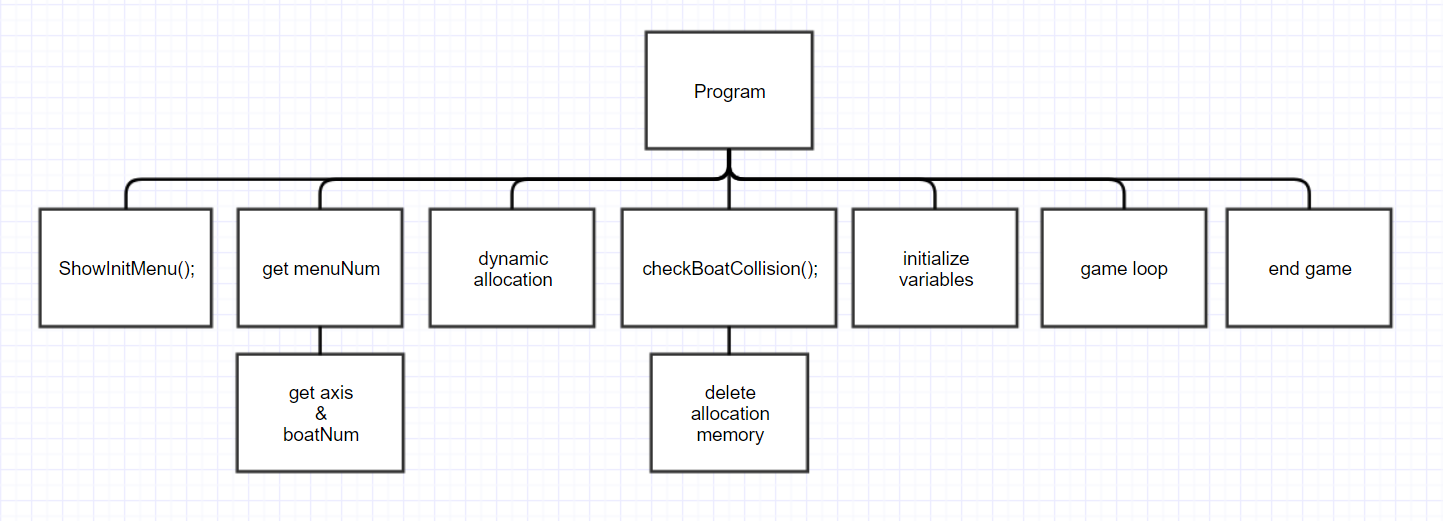 Program
ShowInitMenu();
get menuNum
dynamic
allocation
checkBoatCollision();
initialize
variables
game loop
end game
get axis
&
boatNum
delete
allocation
memory